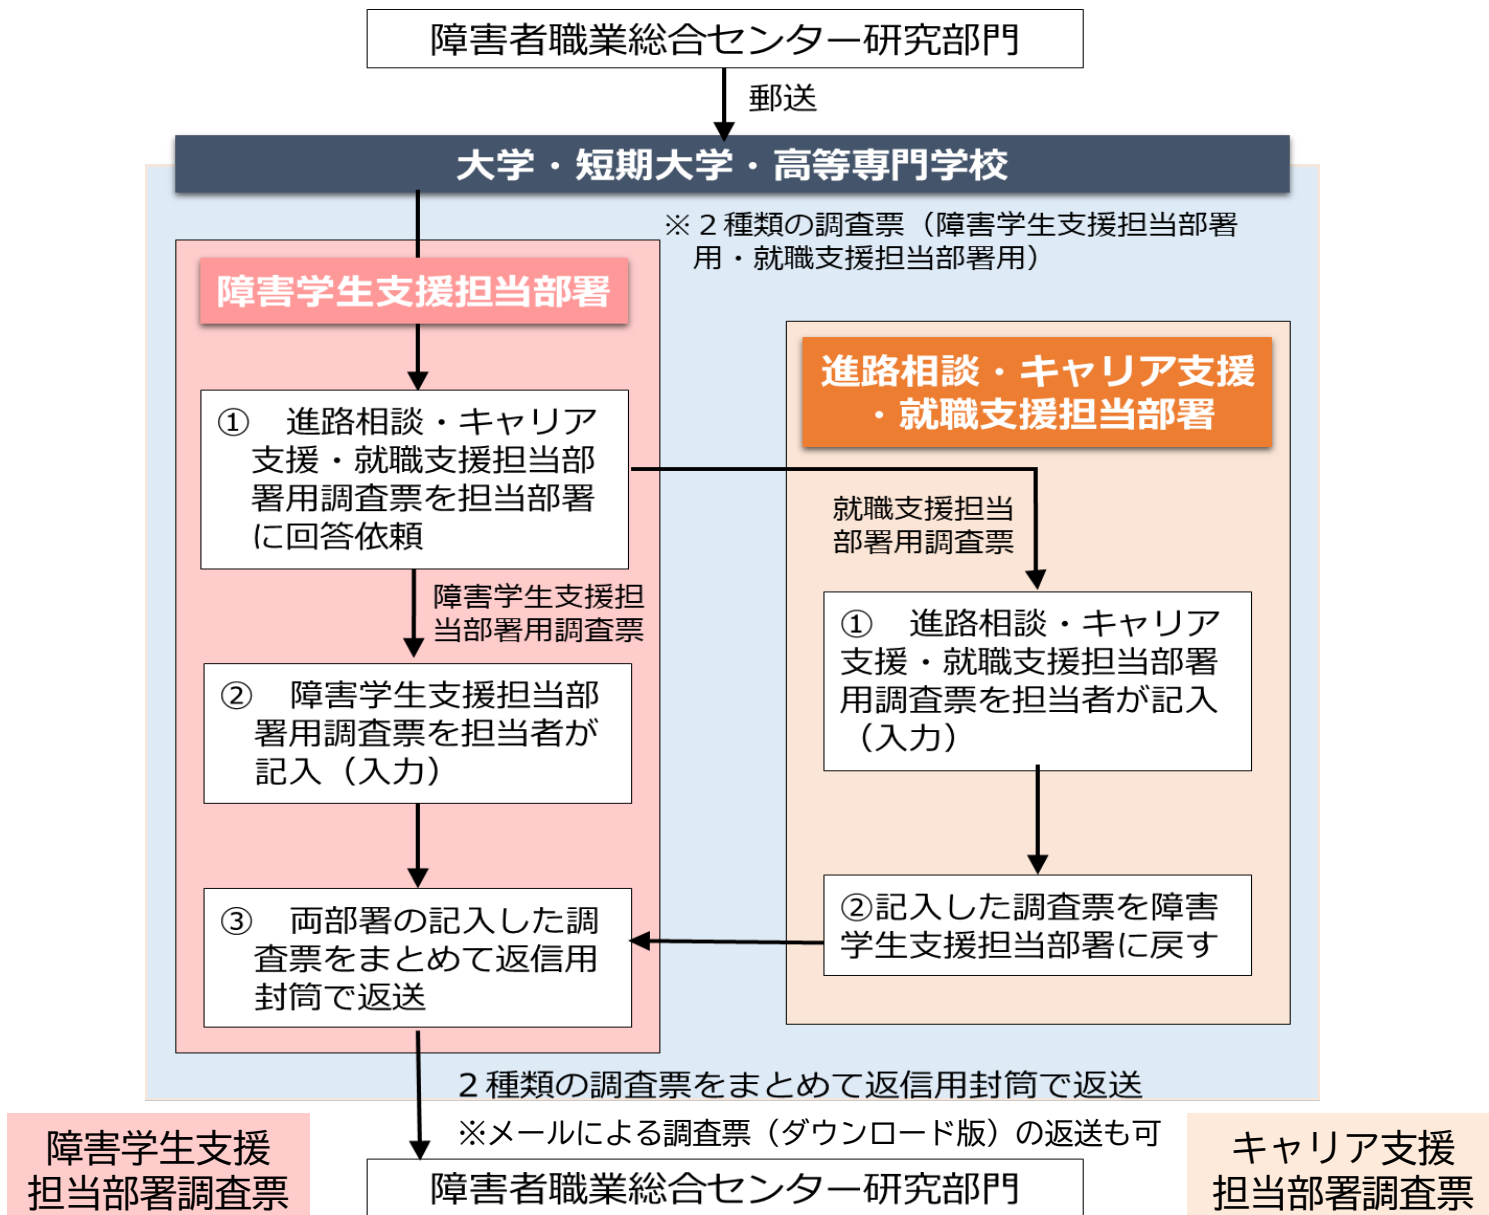 障害者職業総合センター研究部門
郵送
大学・短期大学・高等専門学校
※２種類の調査票（障害学生支援担当部署
用・就職支援担当部署用）
障害学生支援担当部署
①　進路相談・キャリア
支援・就職支援担当部
署用調査票を担当部署
に回答依頼
障害学生支援担
当部署用調査票
②　障害学生支援担当部
署用調査票を担当者が
記入（入力）
③　両部署の記入した調
査票をまとめて返信用
封筒で返送
進路相談・キャリア支援
・就職支援担当部署
就職支援担当
部署用調査票
①　進路相談・キャリア
支援・就職支援担当部署
用調査票を担当者が記入
（入力）
②記入した調査票を障害
学生支援担当部署に戻す
２種類の調査票をまとめて返信用封筒で返送
※メールによる調査票（ダウンロード版）の返送も可
障害者職業総合センター研究部門
障害学生支援
担当部署調査票
キャリア支援
担当部署調査票